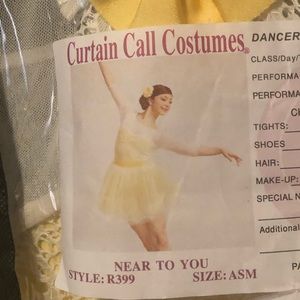 Curtain Call Costumes®
DANCER
CLASS/Day/
PERFORMA
PERFORMA
TIGHTS:
SHOES
HAIR:
MAKE-UP:
SPECIAL N
Additional
NEAR TO YOU
STYLE: R399
SIZE: ASM